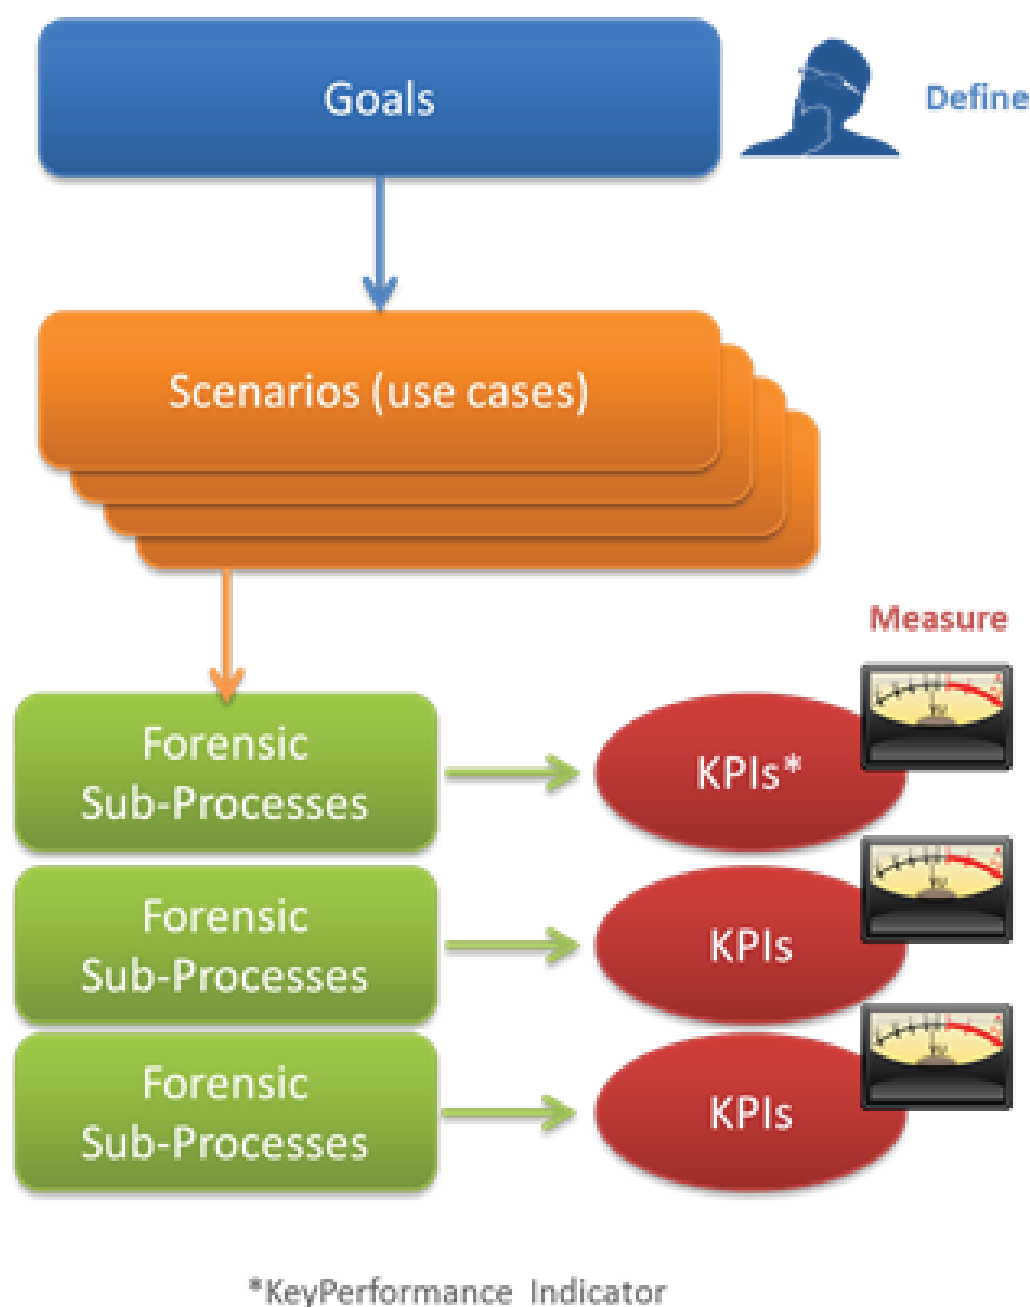 Goals
Define
Scenarios (use cases)
Measure
Forensic
Sub-Processes
KPIs*
Forensic
Sub-Processes
KPIs
Forensic
Sub-Processes
KPIs
*KeyPerformance Indicator